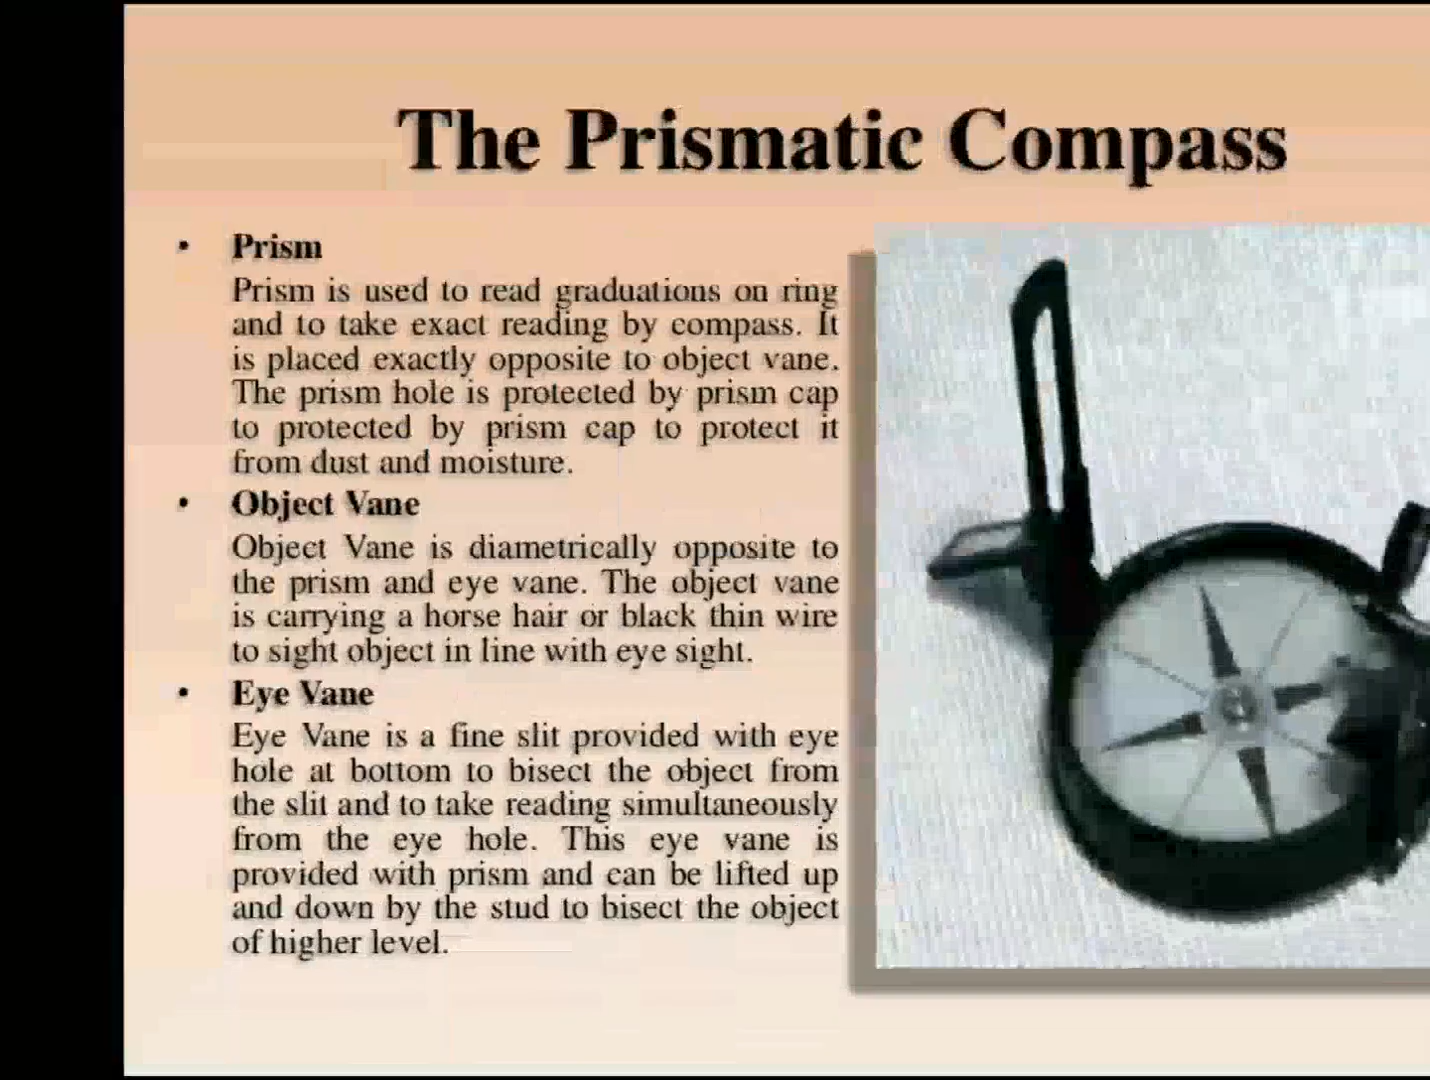 The Prismatic Compass
• Prism
Prism is used to read graduations on ring
and to take exact reading by compass. It
is placed exactly opposite to object vane.
The prism hole is protected by prism cap
to protected by prism cap to protect it
from dust and moisture.
• Object Vane
Object Vane is diametrically opposite to
the prism and eye vane. The object vane
is carrying a horse hair or black thin wire
to sight object in line with eye sight.
• Eye Vane
Eye Vane is a fine slit provided with eye
hole at bottom to bisect the object from
the slit and to take reading simultaneously
from the eye hole. This eye vane is
provided with prism and can be lifted up
and down by the stud to bisect the object
of higher level.